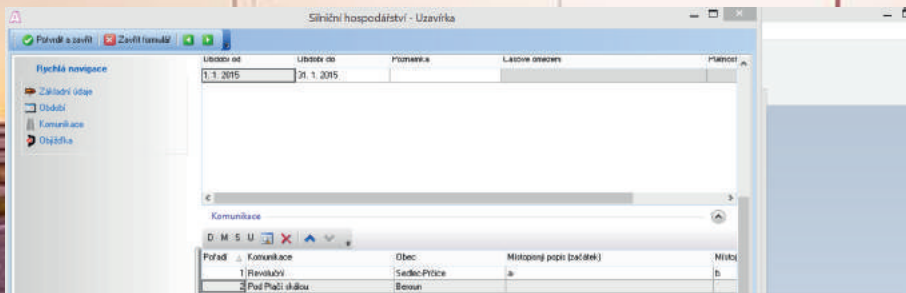 Silniční hospodářství - Uzavírka
Potvrdit a zavřít Zavřít formulář
Rychlá navigace
Základní údaje
Období
Komunikace
Objížďka
Období od Období do Poznámka Časové omezení Platnost
1. 1. 2015 31. 1. 2015
Komunikace
D M S U
Pořadí Komunikace Obec Místopisný popis (začátek) Místop
1 Revoluční Sedlec-Prčice a b
2 Pod Ptačí skálou Beroun